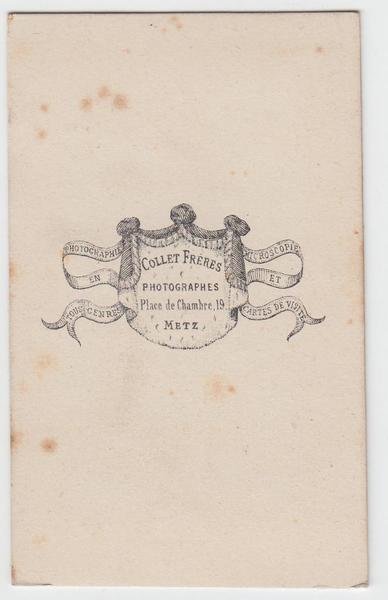 COLLET FRÈRES
PHOTOGRAPHES
Place de Chambre, 19
METZ
PHOTOGRAPHIE
EN
TOUS GENRES
MICROSCOPIE
ET
CARTES DE VISITE